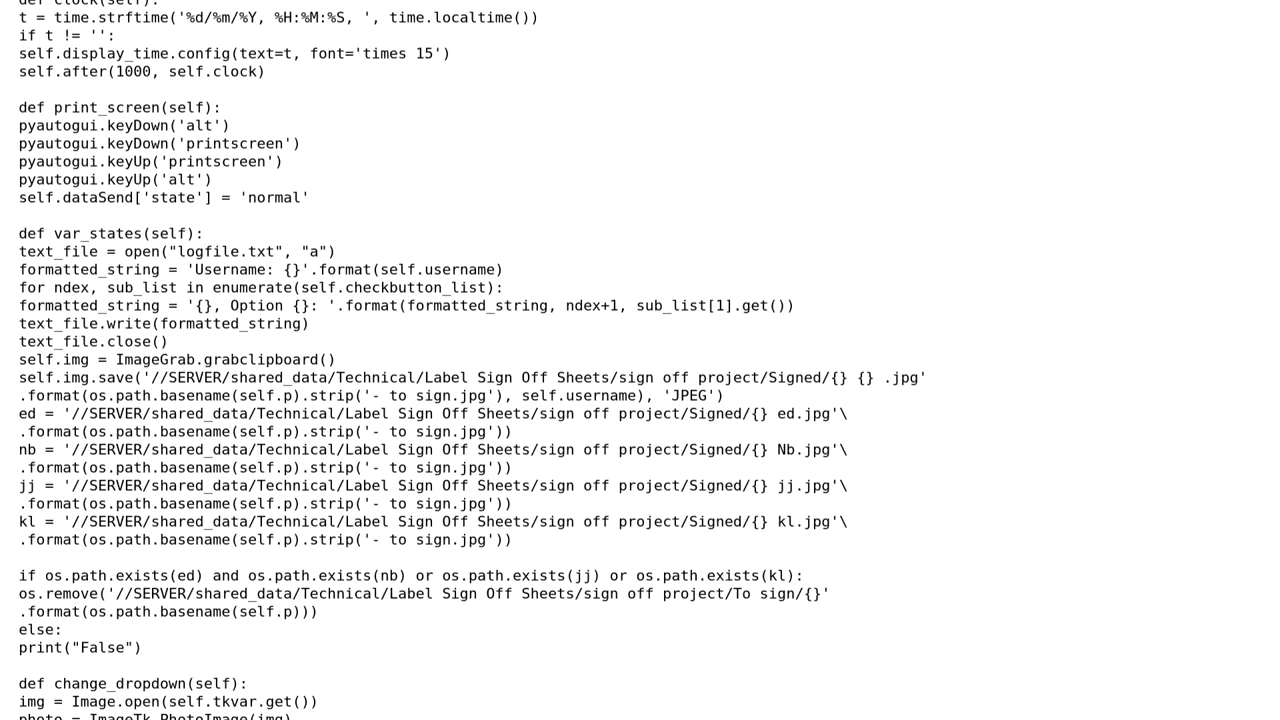 def clock(self):
t = time.strftime('%d/%m/%Y, %H:%M:%S, ', time.localtime())
if t != '':
self.display_time.config(text=t, font='times 15')
self.after(1000, self.clock)

def print_screen(self):
pyautogui.keyDown('alt')
pyautogui.keyDown('printscreen')
pyautogui.keyUp('printscreen')
pyautogui.keyUp('alt')
self.dataSend['state'] = 'normal'

def var_states(self):
text_file = open("logfile.txt", "a")
formatted_string = 'Username: {}'.format(self.username)
for ndex, sub_list in enumerate(self.checkbutton_list):
formatted_string = '{}, Option {}: '.format(formatted_string, ndex+1, sub_list[1].get())
text_file.write(formatted_string)
text_file.close()
self.img = ImageGrab.grabclipboard()
self.img.save('//SERVER/shared_data/Technical/Label Sign Off Sheets/sign off project/Signed/{} {} .jpg'
.format(os.path.basename(self.p).strip('- to sign.jpg'), self.username), 'JPEG')
ed = '//SERVER/shared_data/Technical/Label Sign Off Sheets/sign off project/Signed/{} ed.jpg'\
.format(os.path.basename(self.p).strip('- to sign.jpg'))
nb = '//SERVER/shared_data/Technical/Label Sign Off Sheets/sign off project/Signed/{} Nb.jpg'\
.format(os.path.basename(self.p).strip('- to sign.jpg'))
jj = '//SERVER/shared_data/Technical/Label Sign Off Sheets/sign off project/Signed/{} jj.jpg'\
.format(os.path.basename(self.p).strip('- to sign.jpg'))
kl = '//SERVER/shared_data/Technical/Label Sign Off Sheets/sign off project/Signed/{} kl.jpg'\
.format(os.path.basename(self.p).strip('- to sign.jpg'))

if os.path.exists(ed) and os.path.exists(nb) or os.path.exists(jj) or os.path.exists(kl):
os.remove('//SERVER/shared_data/Technical/Label Sign Off Sheets/sign off project/To sign/{}'
.format(os.path.basename(self.p)))
else:
print("False")

def change_dropdown(self):
img = Image.open(self.tkvar.get())
photo = ImageTk.PhotoImage(img)